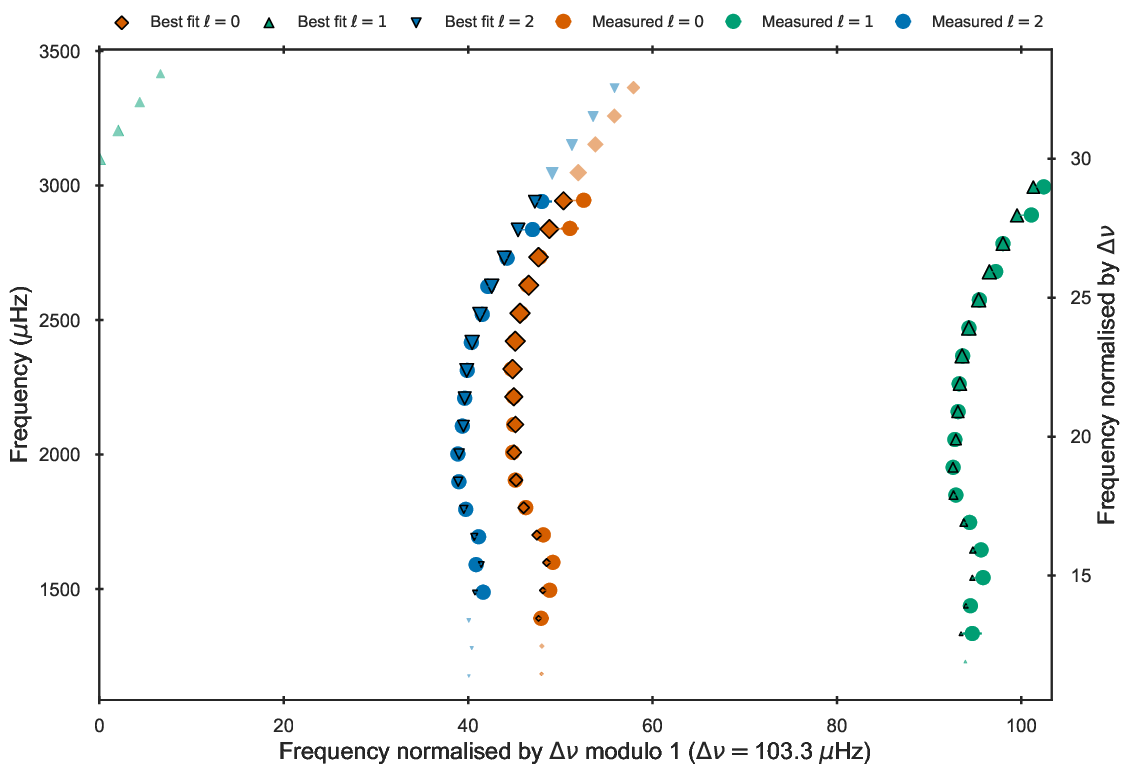 Best fit ℓ = 0 Best fit ℓ = 1 Best fit ℓ = 2 Measured ℓ = 0 Measured ℓ = 1 Measured ℓ = 2
3500
3000
2500
2000
1500
Frequency (μHz)
30
25
20
15
Frequency normalised by Δν
0 20 40 60 80 100
Frequency normalised by Δν modulo 1 (Δν = 103.3 μHz)